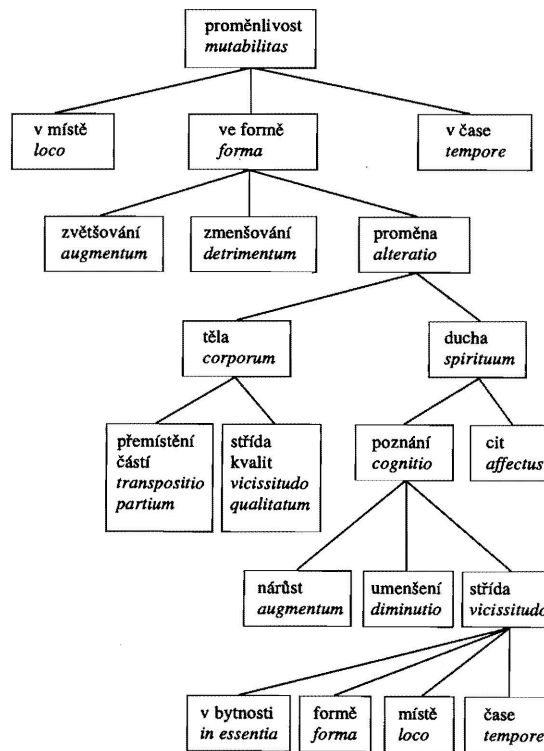 proměnlivost
mutabilitas
v místě
loco
ve formě
forma
v čase
tempore
zvětšování
augmentum
zmenšování
detrimentum
proměna
alteratio
těla
corporum
ducha
spirituum
přemístění
částí
transpositio
partium
střída
kvalit
vicissitudo
qualitatum
poznání
cognitio
cit
affectus
nárůst
augmentum
umenšení
diminutio
střída
vicissitudo
v bytnosti
in essentia
formě
forma
místě
loco
čase
tempore